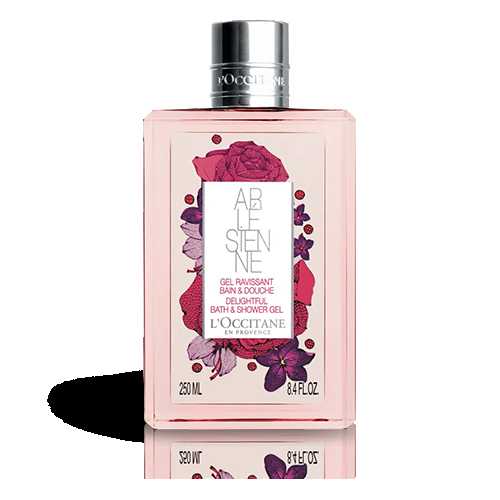 L'OCCITANE
AR
LÉ
SIEN
NE
GEL RAVISSANT
BAIN & DOUCHE
DELIGHTFUL
BATH & SHOWER GEL
L'OCCITANE
EN PROVENCE
250 ML 8.4 FL.OZ.